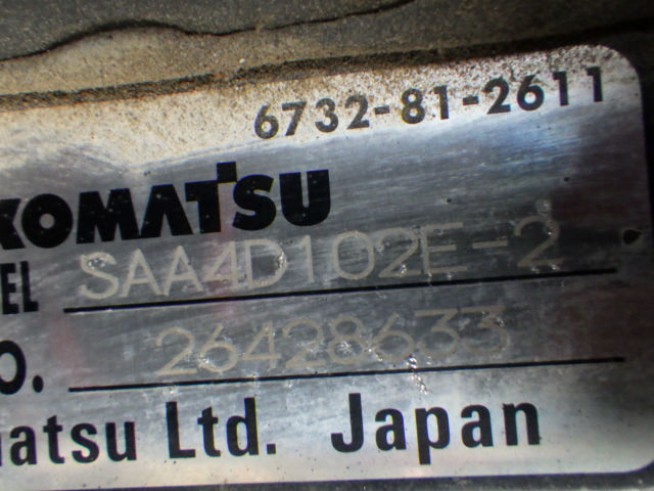 6732-81-2611
KOMATSU
EL SAA4D102E-2
O. 26428633
atsu Ltd. Japan